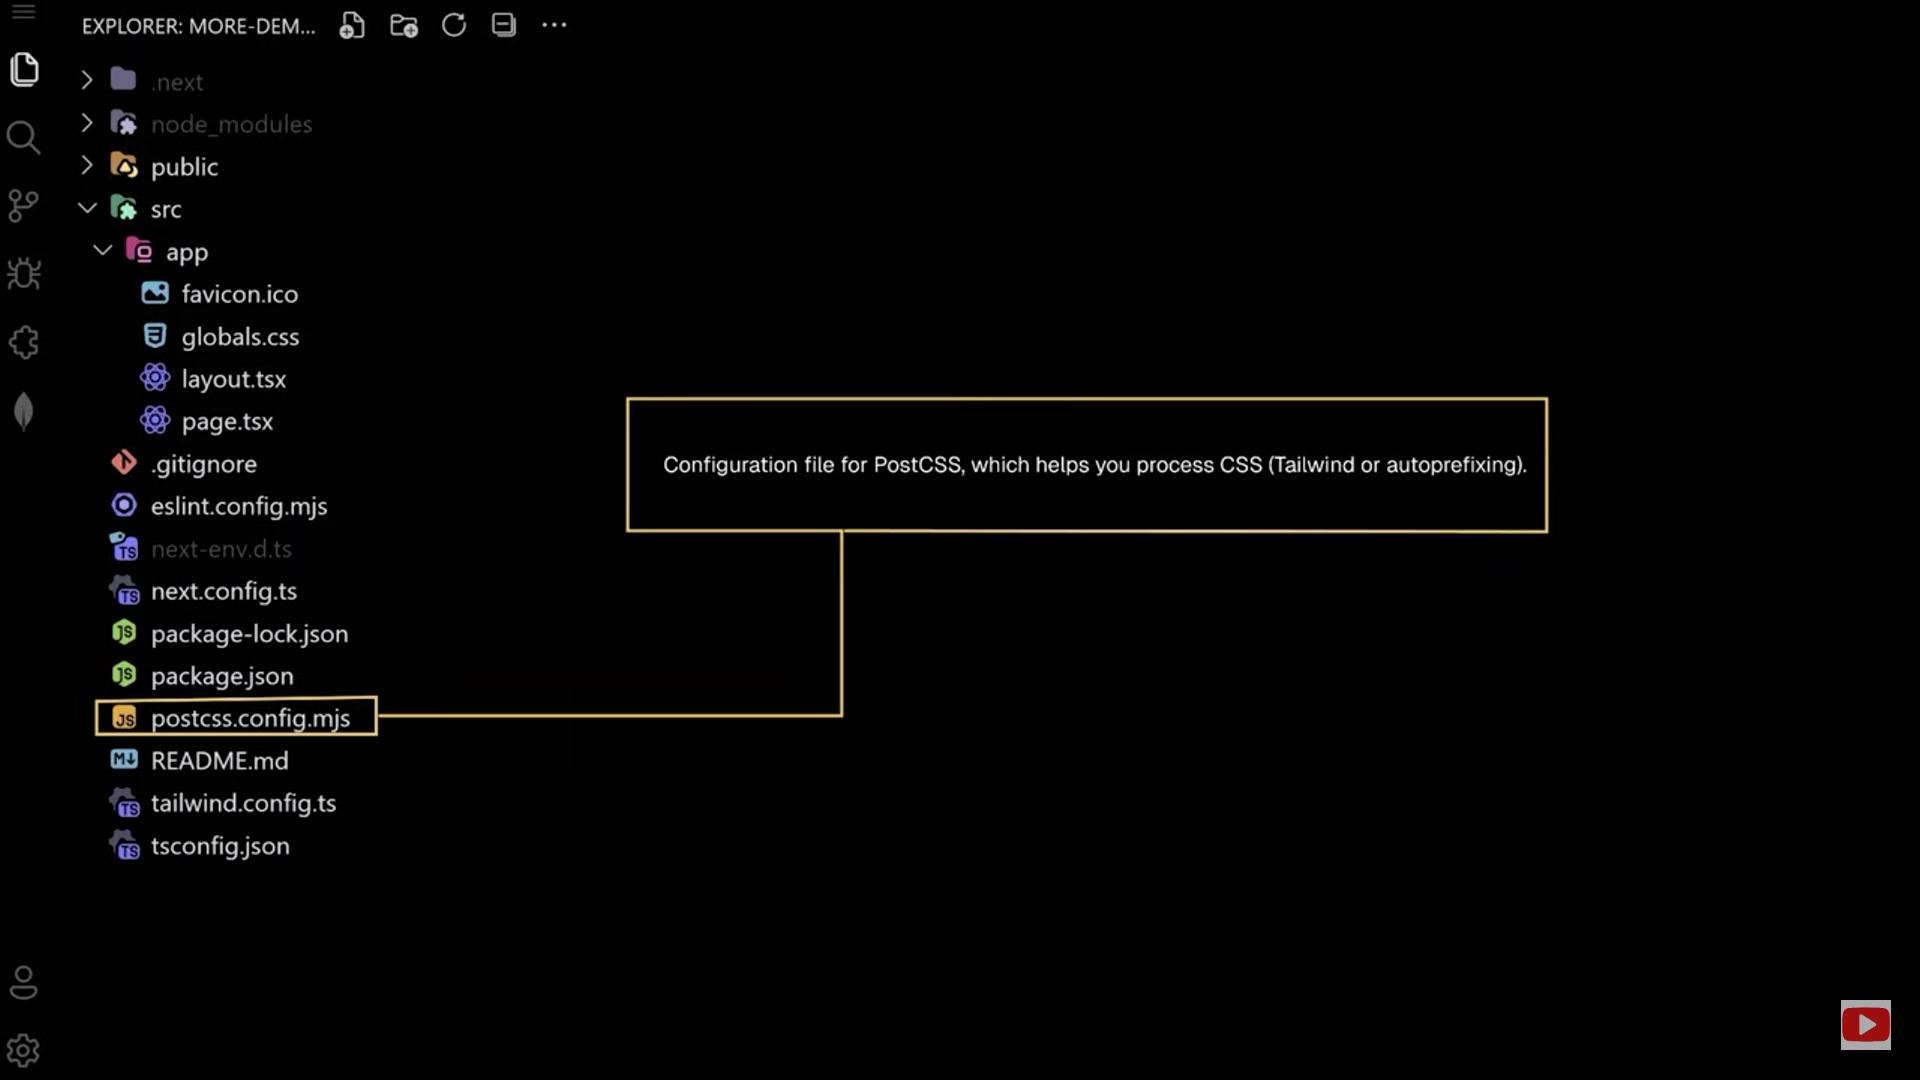 EXPLORER: MORE-DEM...
.next
node_modules
public
src
app
favicon.ico
globals.css
layout.tsx
page.tsx
.gitignore
eslint.config.mjs
next-env.d.ts
next.config.ts
package-lock.json
package.json
postcss.config.mjs
README.md
tailwind.config.ts
tsconfig.json
Configuration file for PostCSS, which helps you process CSS (Tailwind or autoprefixing).